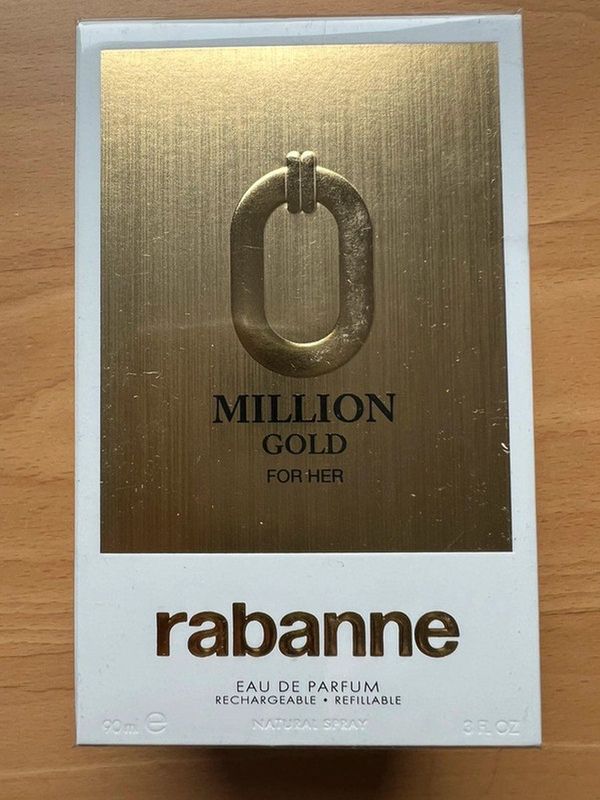 MILLION
GOLD
FOR HER
rabanne
EAU DE PARFUM
RECHARGEABLE • REFILLABLE
90 ml ℮ NATURAL SPRAY 3 FL OZ